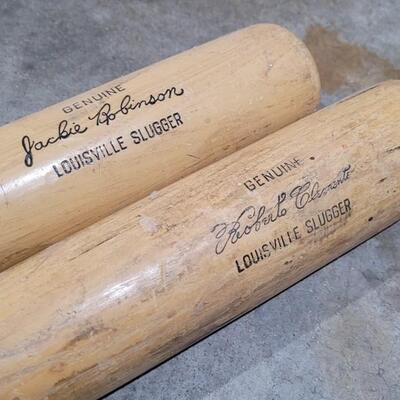 GENUINE
Jackie Robinson
LOUISVILLE SLUGGER
GENUINE
Roberto Clemente
LOUISVILLE SLUGGER